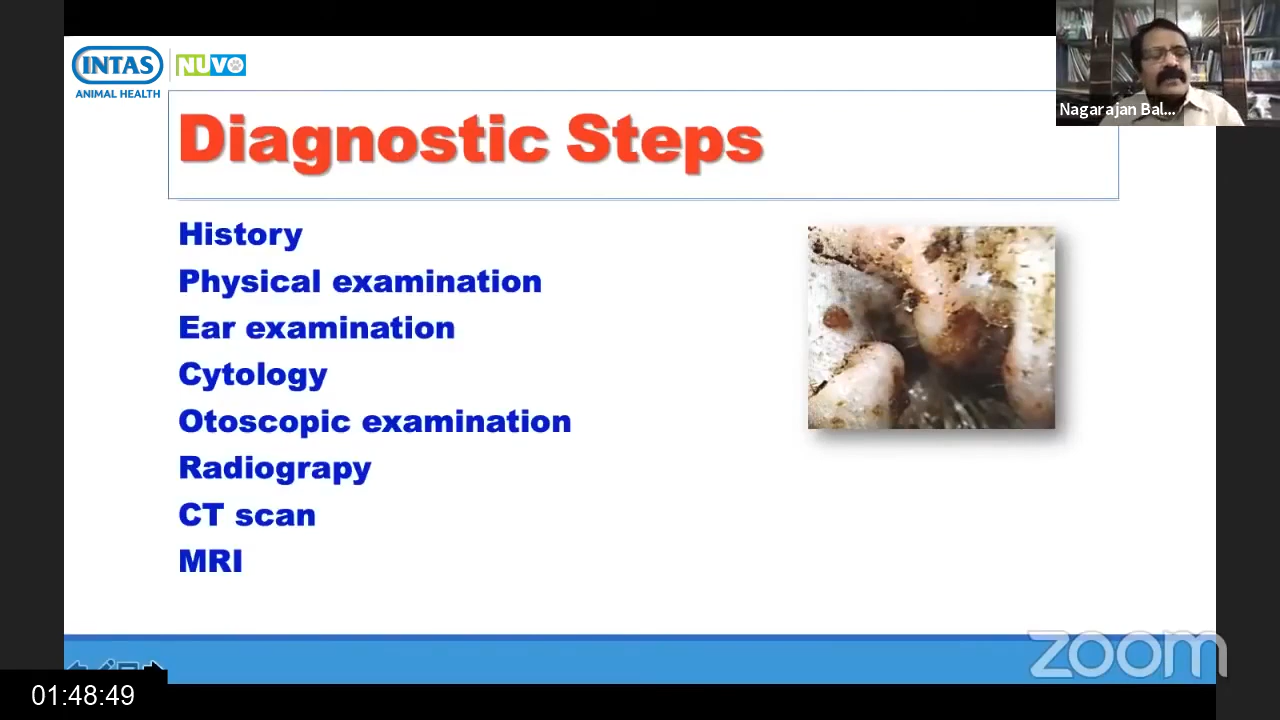 INTAS
NUVO
ANIMAL HEALTH
Nagarajan Bal...
Diagnostic Steps
History
Physical examination
Ear examination
Cytology
Otoscopic examination
Radiograpy
CT scan
MRI
zoom
01:48:49